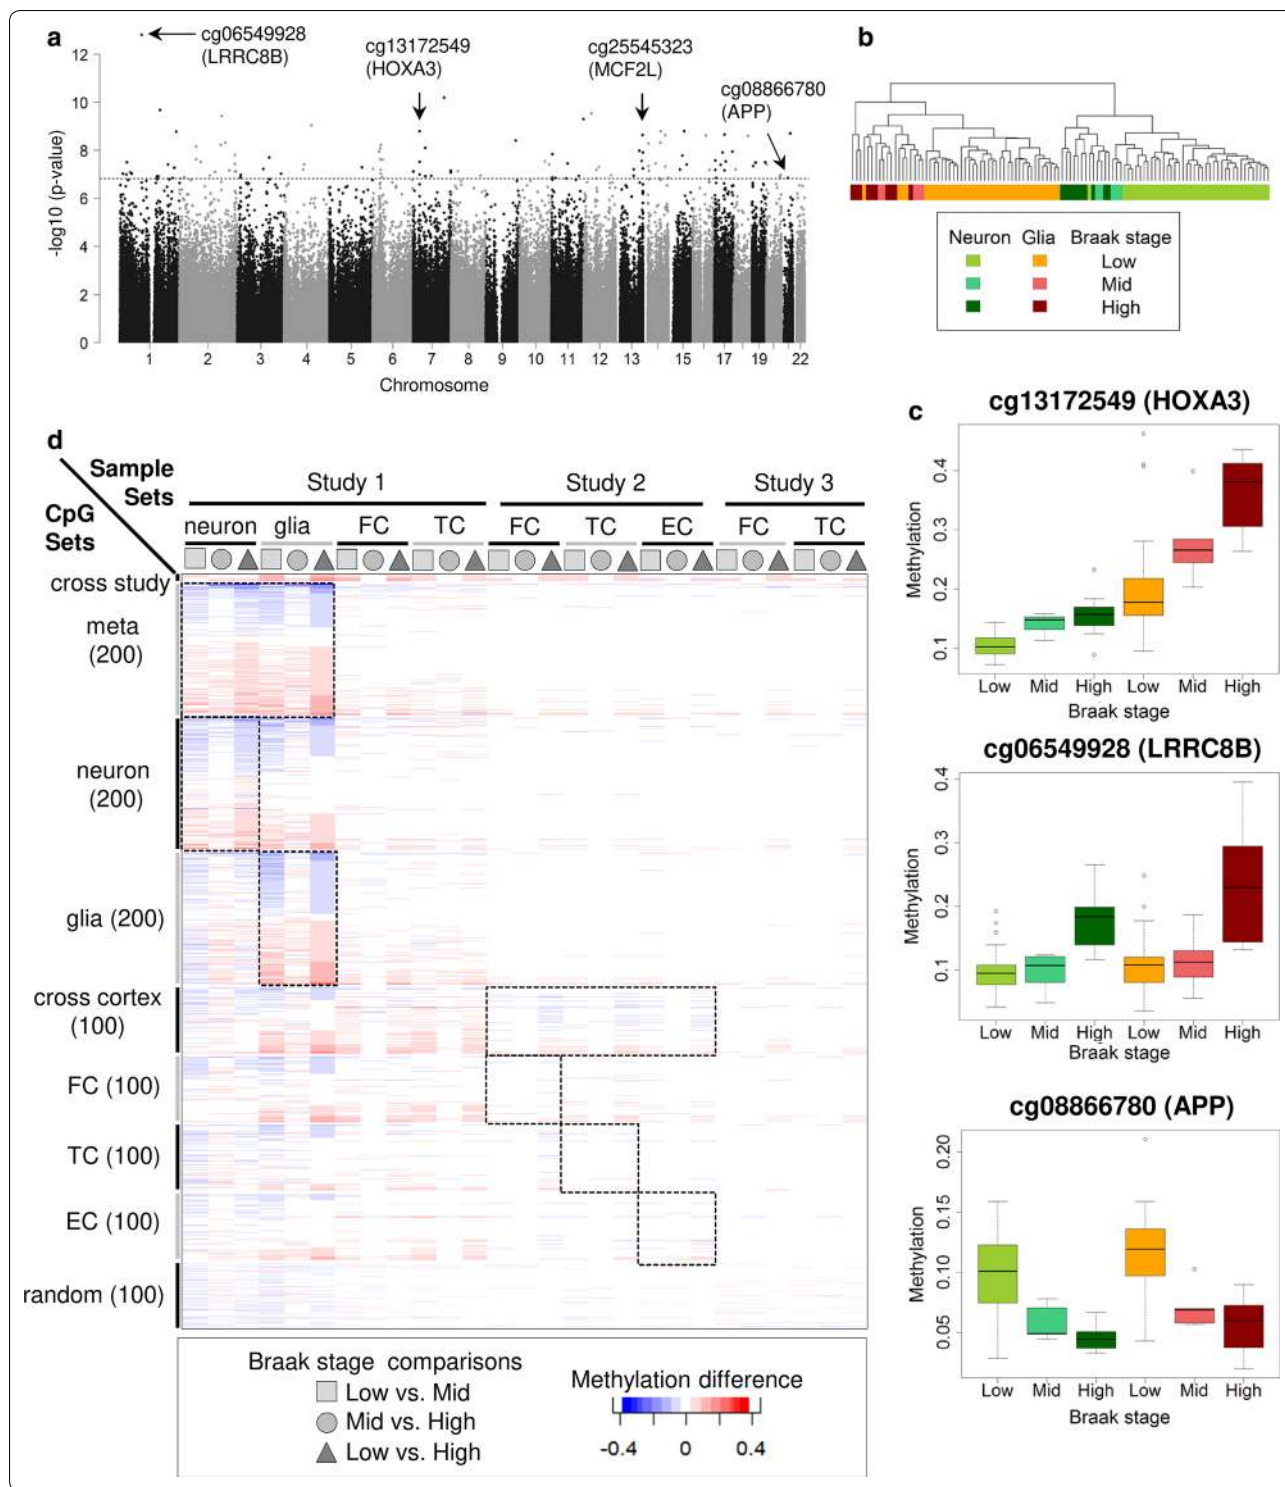 a
cg06549928
(LRRC8B)
cg13172549
(HOXA3)
cg25545323
(MCF2L)
cg08866780
(APP)
-log10 (p-value)
12
10
8
6
4
2
0
1 2 3 4 5 6 7 8 9 10 11 12 13 15 17 19 22
Chromosome
b
Neuron Glia Braak stage
Low
Mid
High
c
cg13172549 (HOXA3)
Methylation
0.4
0.3
0.2
0.1
Low Mid High Low Mid High
Braak stage
cg06549928 (LRRC8B)
Methylation
0.4
0.3
0.2
0.1
Low Mid High Low Mid High
Braak stage
cg08866780 (APP)
Methylation
0.20
0.15
0.10
0.05
Low Mid High Low Mid High
Braak stage
d
Sample
Sets
CpG
Sets
Study 1 Study 2 Study 3
neuron glia FC TC FC TC EC FC TC
cross study
meta
(200)
neuron
(200)
glia (200)
cross cortex
(100)
FC (100)
TC (100)
EC (100)
random (100)
Braak stage comparisons
Low vs. Mid
Mid vs. High
Low vs. High
Methylation difference
-0.4 0 0.4